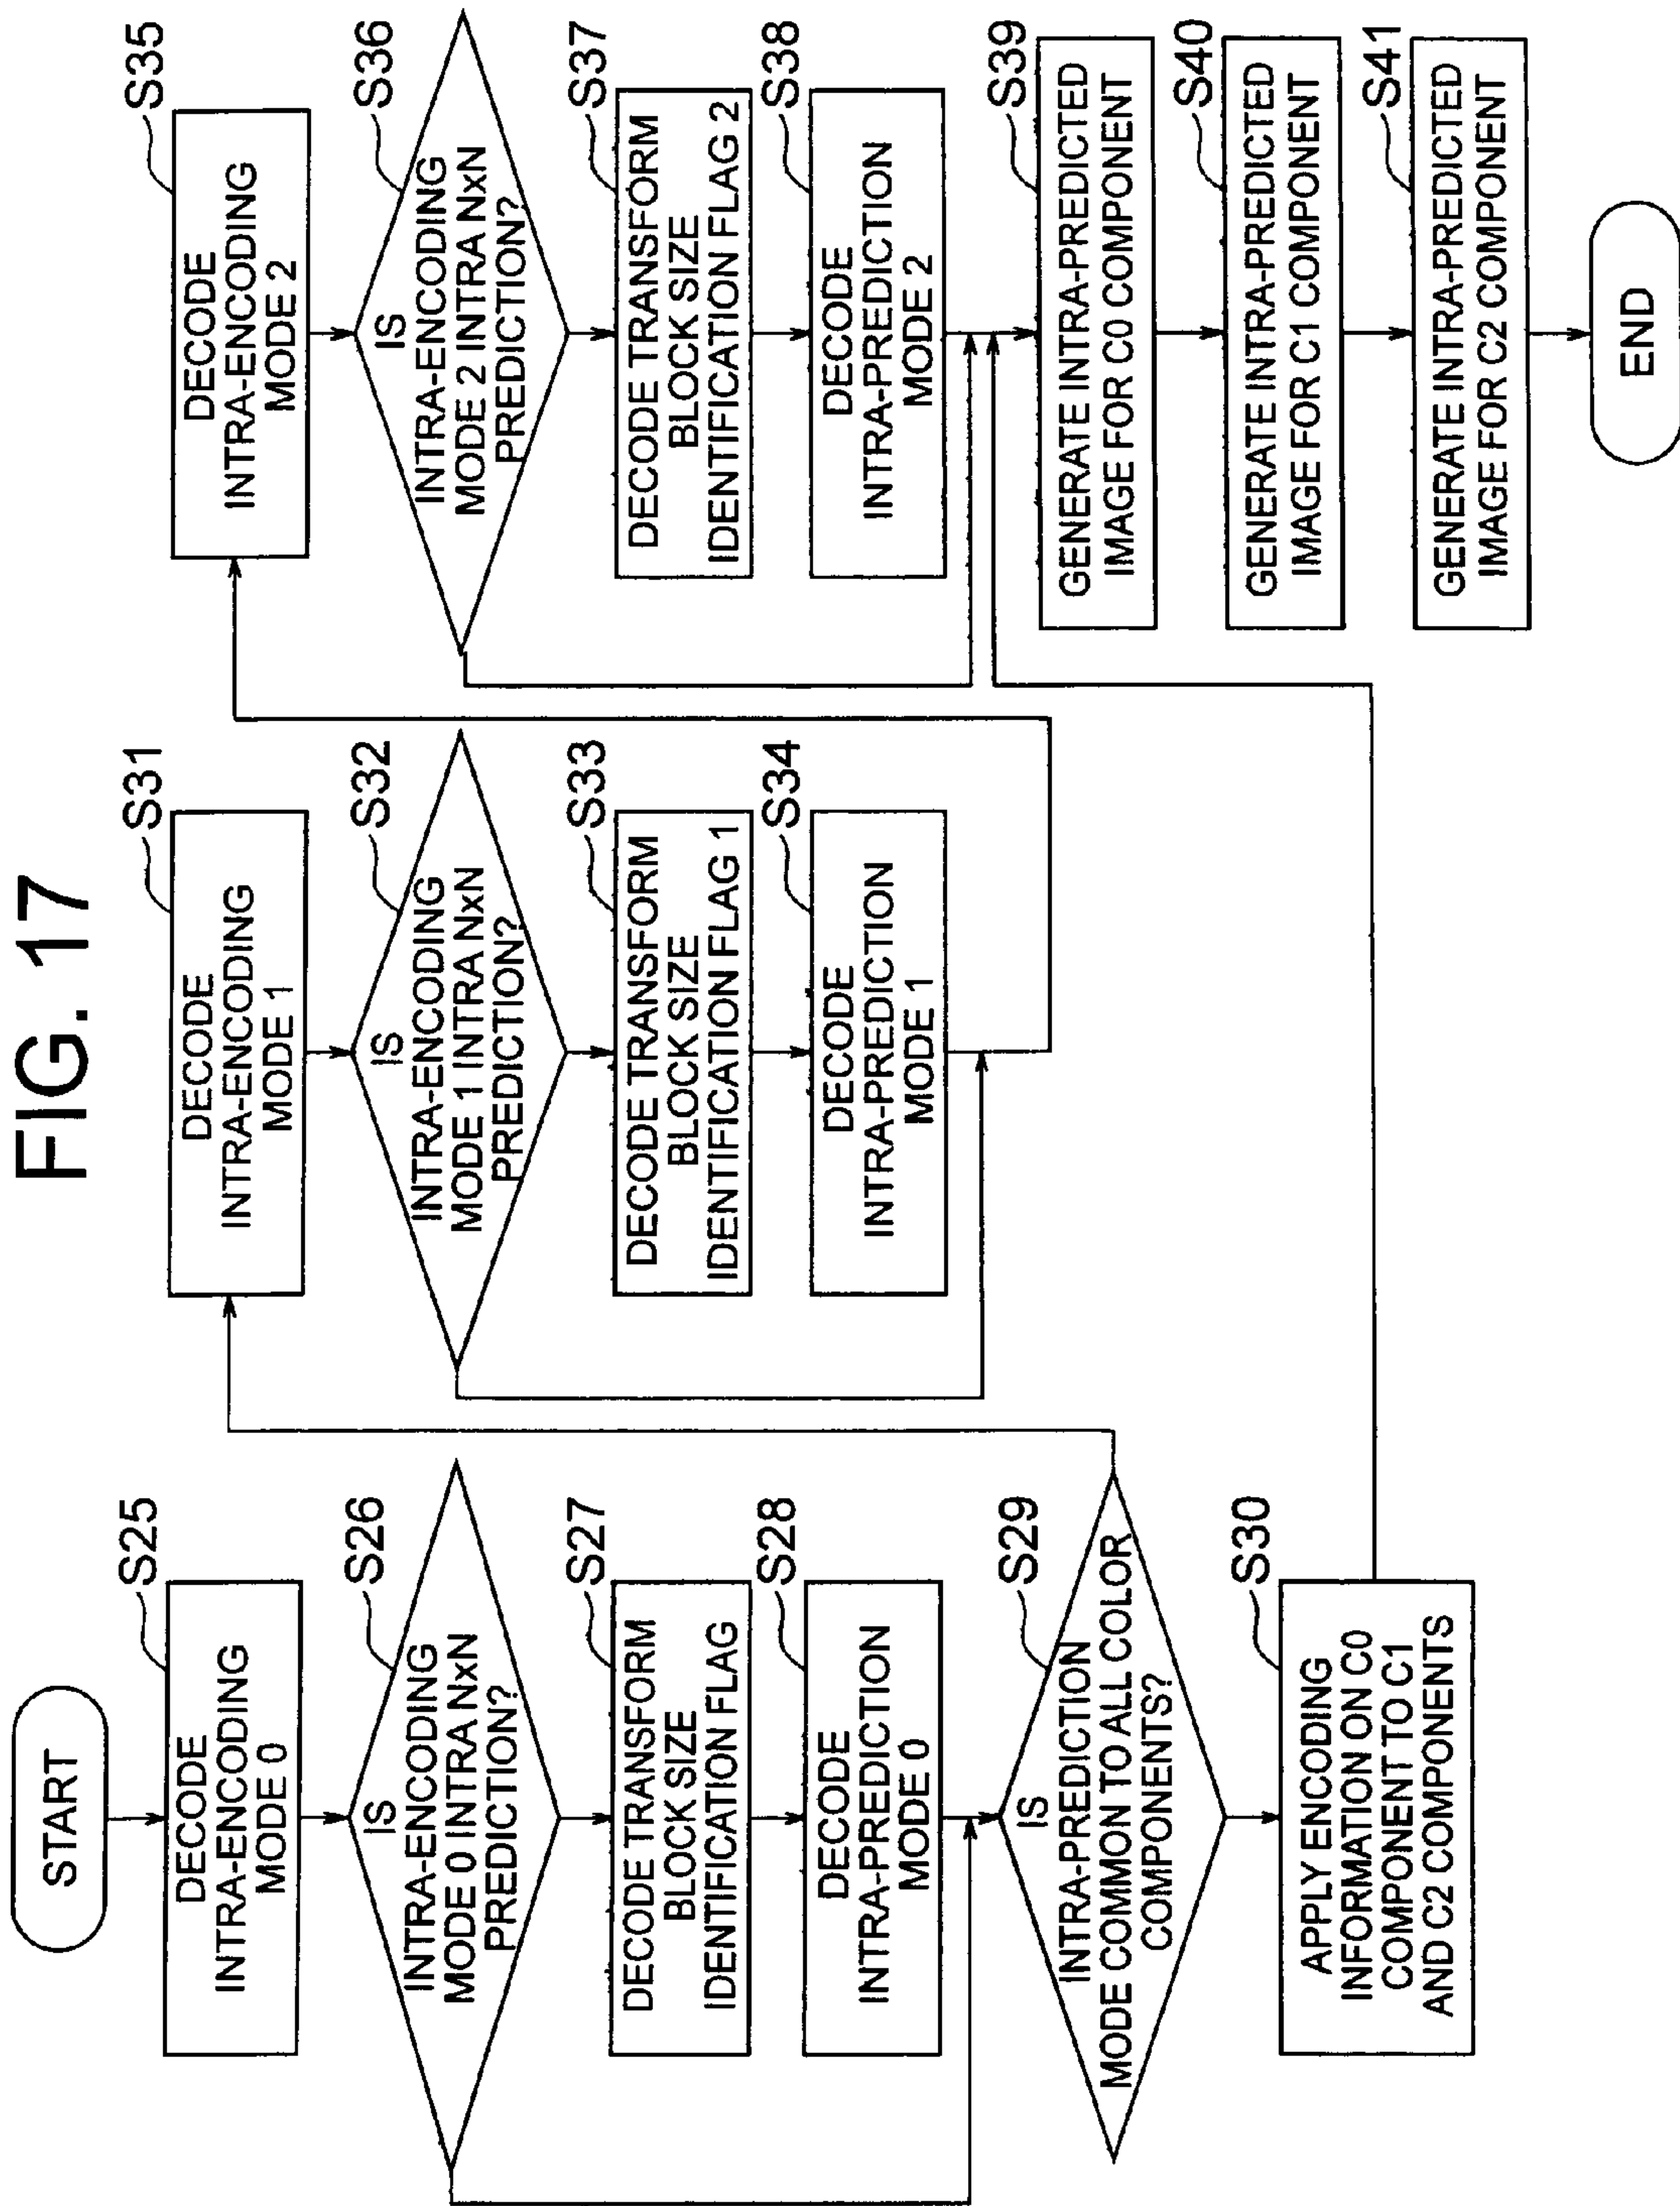 FIG. 17
START
S25
DECODE
INTRA-ENCODING
MODE 0
S26
IS
INTRA-ENCODING
MODE 0 INTRA NxN
PREDICTION?
S27
DECODE TRANSFORM
BLOCK SIZE
IDENTIFICATION FLAG
S28
DECODE
INTRA-PREDICTION
MODE 0
S29
IS
INTRA-PREDICTION
MODE COMMON TO ALL COLOR
COMPONENTS?
S30
APPLY ENCODING
INFORMATION ON C0
COMPONENT TO C1
AND C2 COMPONENTS
S31
DECODE
INTRA-ENCODING
MODE 1
S32
IS
INTRA-ENCODING
MODE 1 INTRA NxN
PREDICTION?
S33
DECODE TRANSFORM
BLOCK SIZE
IDENTIFICATION FLAG 1
S34
DECODE
INTRA-PREDICTION
MODE 1
S35
DECODE
INTRA-ENCODING
MODE 2
S36
IS
INTRA-ENCODING
MODE 2 INTRA NxN
PREDICTION?
S37
DECODE TRANSFORM
BLOCK SIZE
IDENTIFICATION FLAG 2
S38
DECODE
INTRA-PREDICTION
MODE 2
S39
GENERATE INTRA-PREDICTED
IMAGE FOR C0 COMPONENT
S40
GENERATE INTRA-PREDICTED
IMAGE FOR C1 COMPONENT
S41
GENERATE INTRA-PREDICTED
IMAGE FOR C2 COMPONENT
END